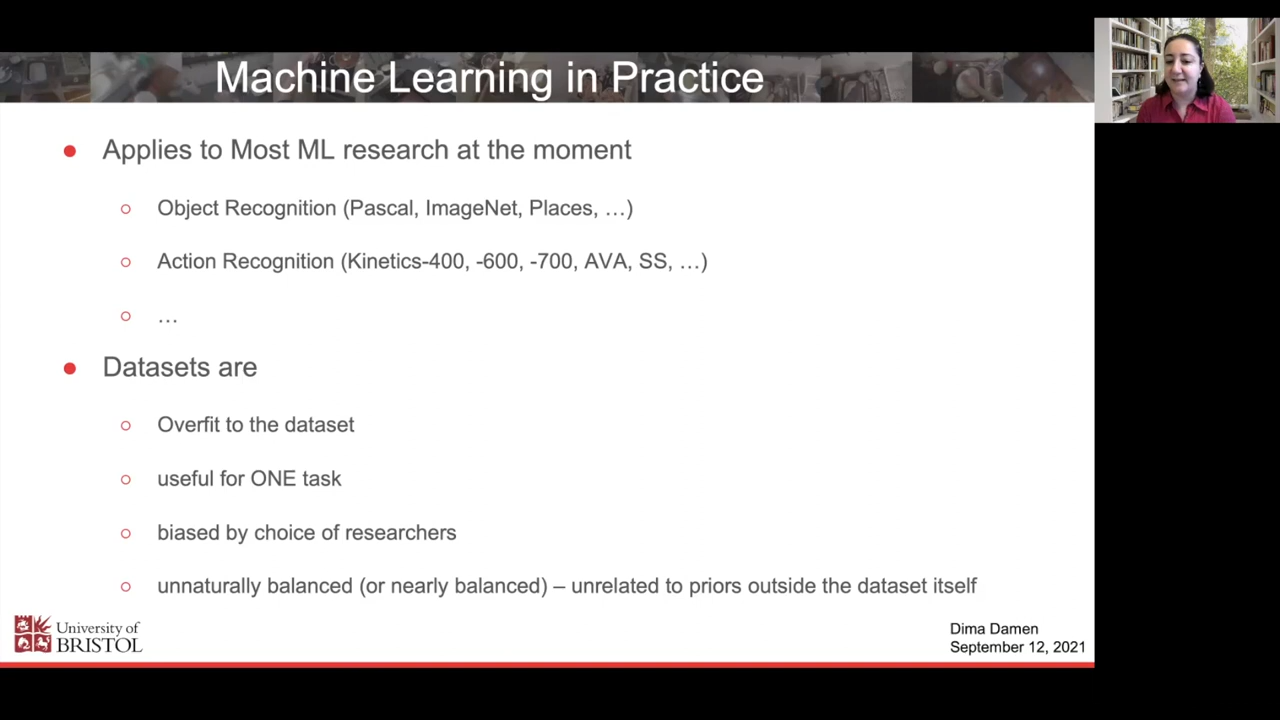 Machine Learning in Practice
● Applies to Most ML research at the moment
○ Object Recognition (Pascal, ImageNet, Places, …)
○ Action Recognition (Kinetics-400, -600, -700, AVA, SS, …)
○ …
● Datasets are
○ Overfit to the dataset
○ useful for ONE task
○ biased by choice of researchers
○ unnaturally balanced (or nearly balanced) – unrelated to priors outside the dataset itself
University of
BRISTOL
Dima Damen
September 12, 2021